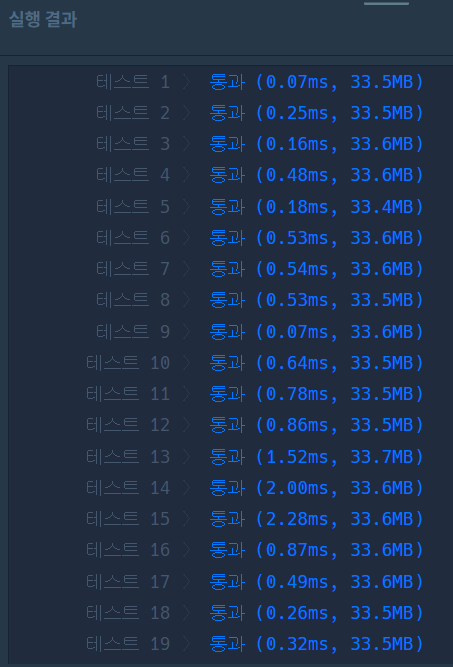 실행 결과
테스트 1 〉 통과 (0.07ms, 33.5MB)
테스트 2 〉 통과 (0.25ms, 33.5MB)
테스트 3 〉 통과 (0.16ms, 33.6MB)
테스트 4 〉 통과 (0.48ms, 33.6MB)
테스트 5 〉 통과 (0.18ms, 33.4MB)
테스트 6 〉 통과 (0.53ms, 33.6MB)
테스트 7 〉 통과 (0.54ms, 33.6MB)
테스트 8 〉 통과 (0.53ms, 33.5MB)
테스트 9 〉 통과 (0.07ms, 33.6MB)
테스트 10 〉 통과 (0.64ms, 33.5MB)
테스트 11 〉 통과 (0.78ms, 33.5MB)
테스트 12 〉 통과 (0.86ms, 33.5MB)
테스트 13 〉 통과 (1.52ms, 33.7MB)
테스트 14 〉 통과 (2.00ms, 33.6MB)
테스트 15 〉 통과 (2.28ms, 33.6MB)
테스트 16 〉 통과 (0.87ms, 33.6MB)
테스트 17 〉 통과 (0.49ms, 33.6MB)
테스트 18 〉 통과 (0.26ms, 33.5MB)
테스트 19 〉 통과 (0.32ms, 33.5MB)